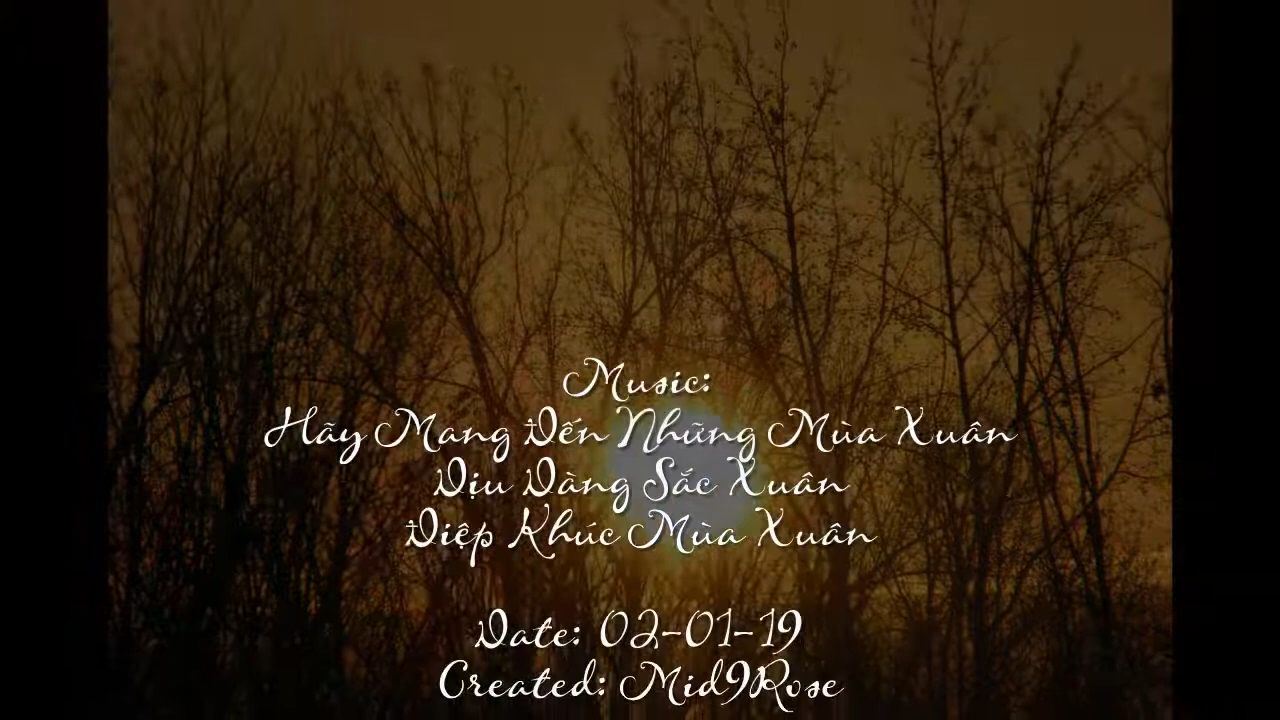 Music:
Hãy Mang Đến Những Mùa Xuân
Dịu Dàng Sắc Xuân
Điệp Khúc Mùa Xuân
Date: 02-01-19
Created: Mid9Rose